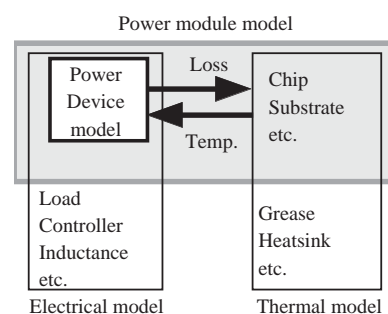 Power module model
Power
Device
model
Loss
Temp.
Chip
Substrate
etc.
Load
Controller
Inductance
etc.
Grease
Heatsink
etc.
Electrical model
Thermal model